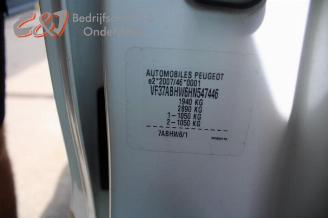 C&W Bedrijfs
Onde
AUTOMOBILES PEUGEOT
e2*2007/46*0001
VF37ABHW6HN547446
1940 KG
2890 KG
1-1050 KG
2-1050 KG
7ABHW6/1